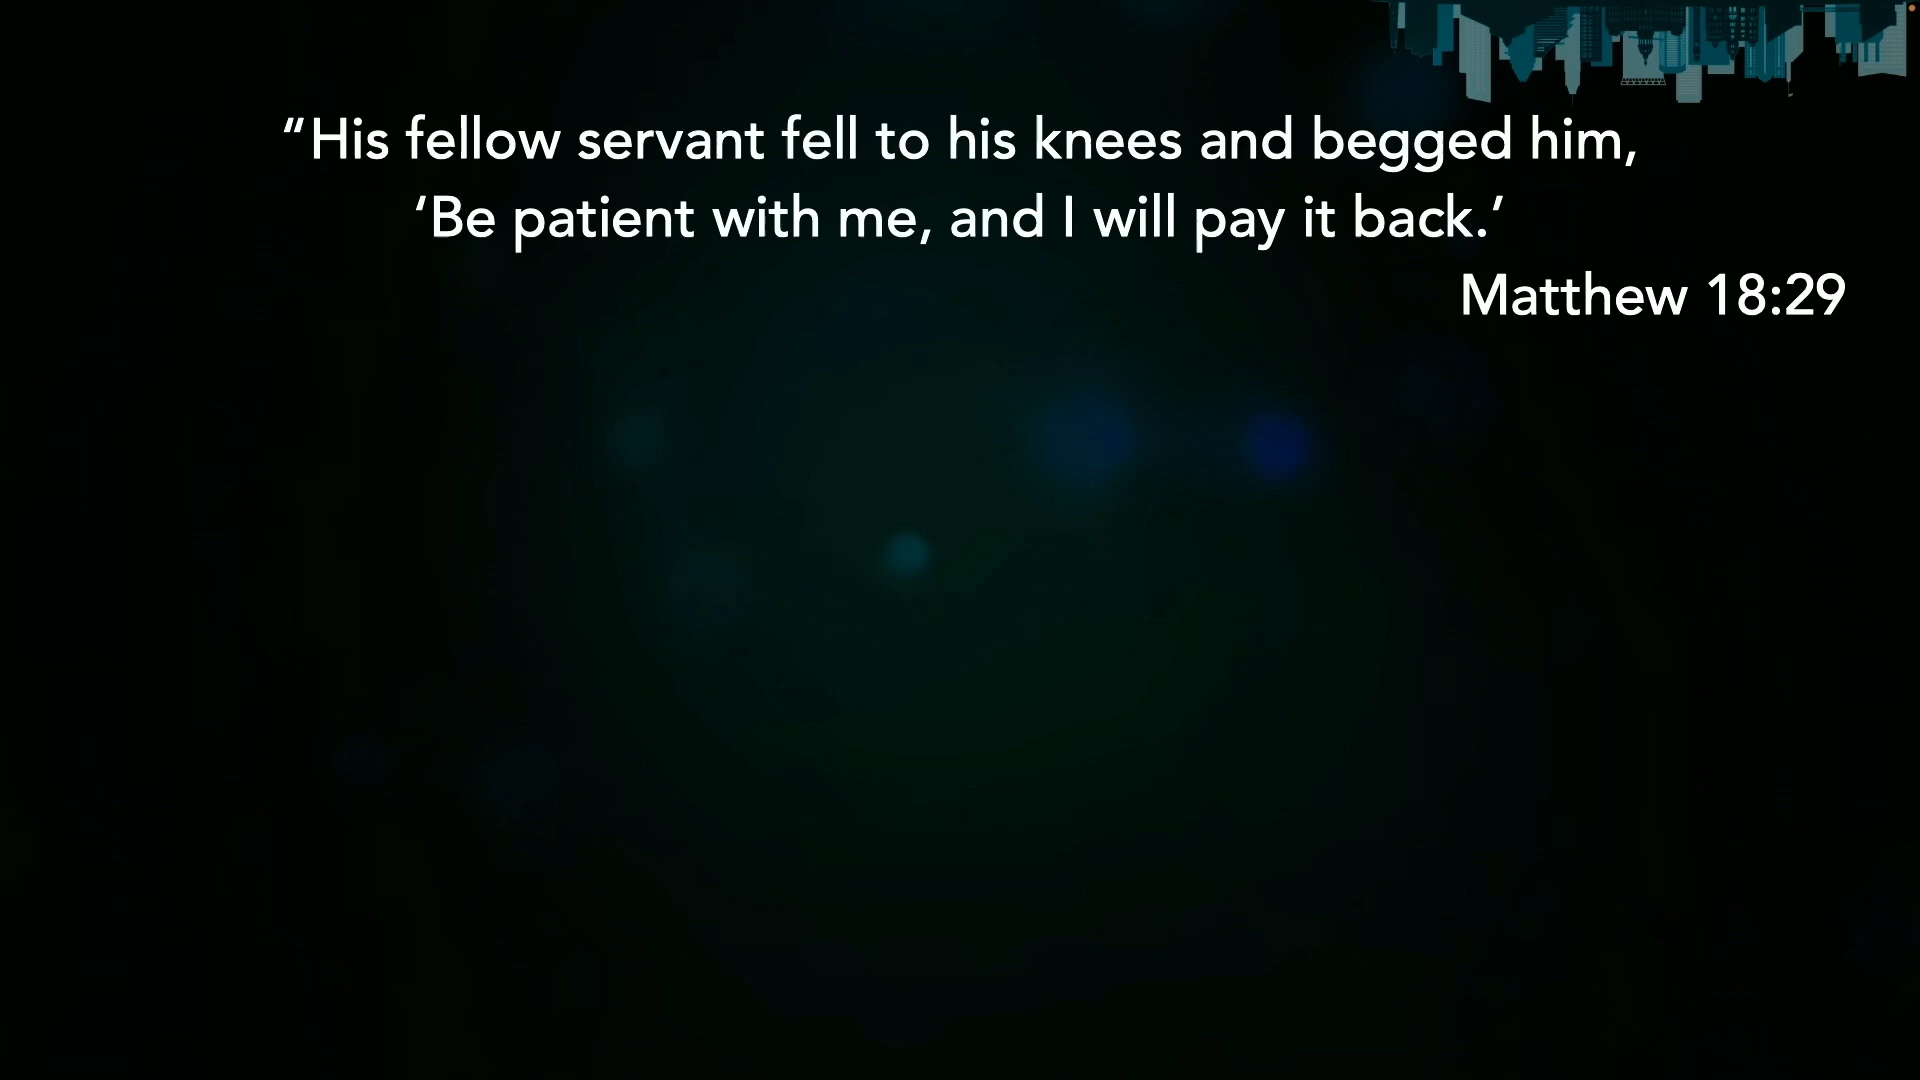 “His fellow servant fell to his knees and begged him,
‘Be patient with me, and I will pay it back.’
Matthew 18:29